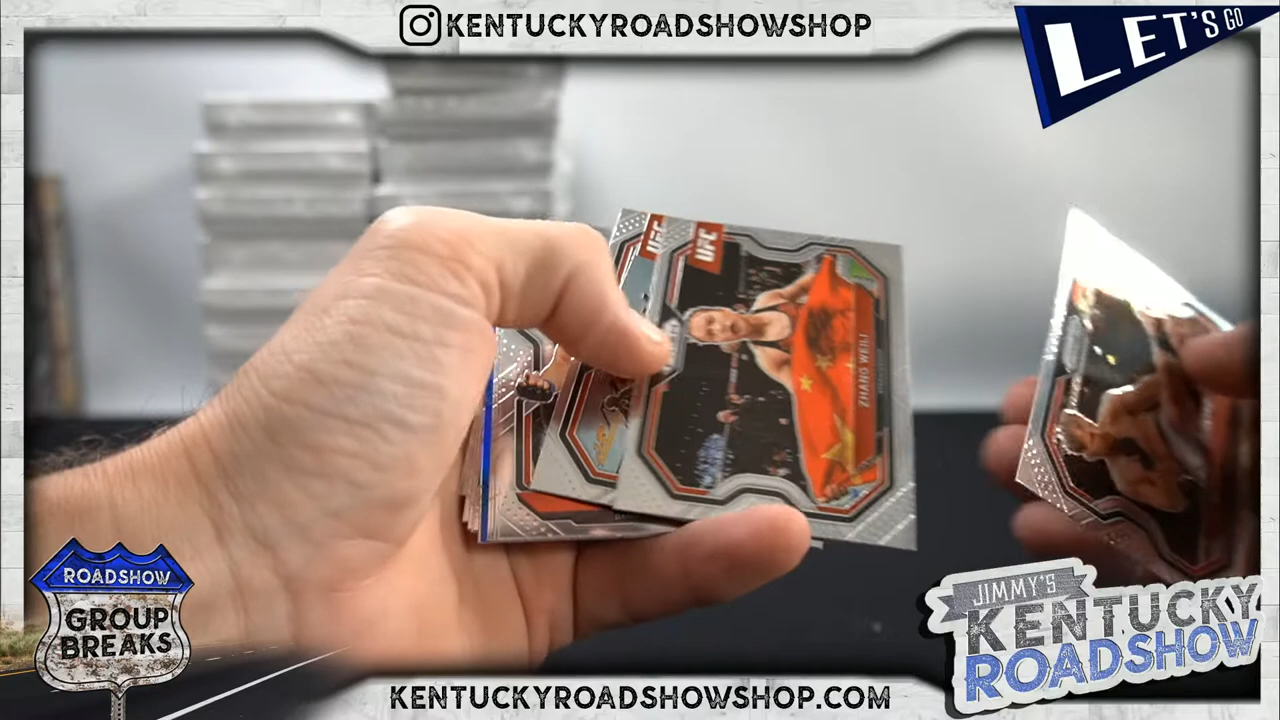 KENTUCKYROADSHOWSHOP
LET'S GO
UFC
UFC
ZHANG WEILI
ROADSHOW
GROUP
BREAKS
JIMMY'S
KENTUCKY
ROADSHOW
KENTUCKYROADSHOWSHOP.COM